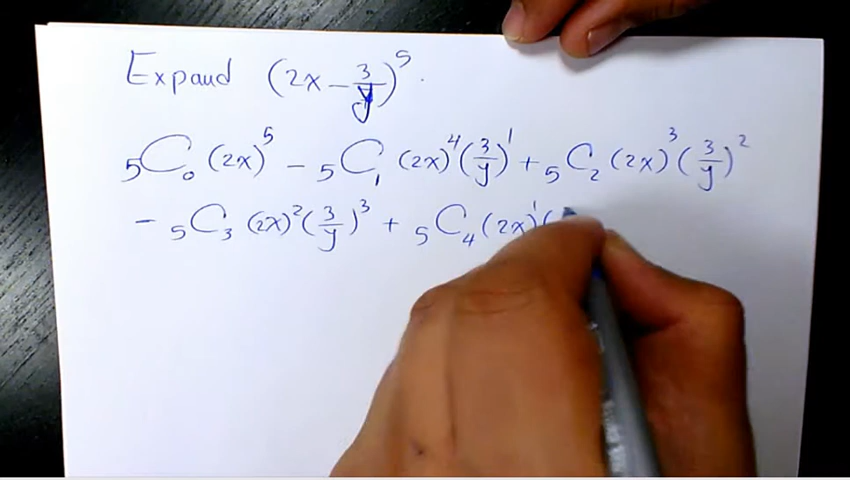 Expand (2x - 3/y)^5.
₅C₀ (2x)^5 - ₅C₁ (2x)^4 (3/y)^1 + ₅C₂ (2x)^3 (3/y)^2
- ₅C₃ (2x)^2 (3/y)^3 + ₅C₄ (2x)^1 (